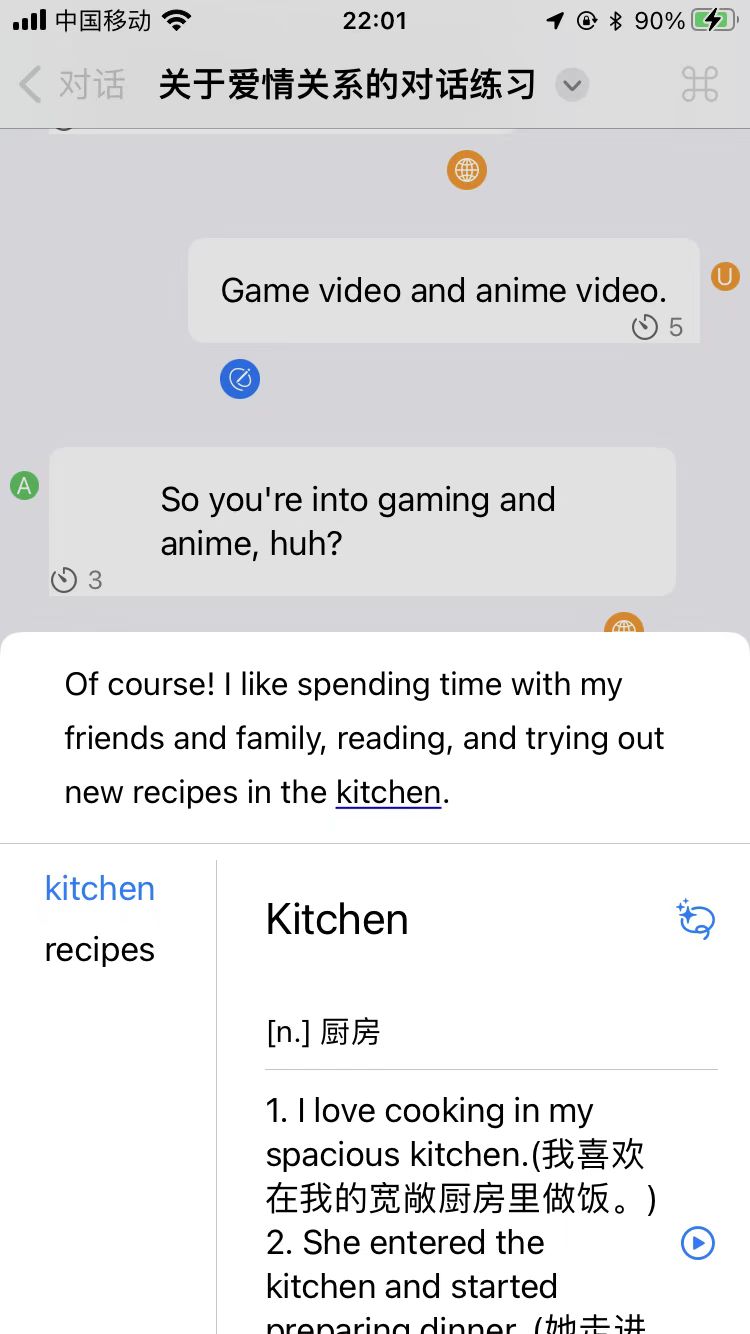 中国移动 22:01 90%
对话 关于爱情关系的对话练习
Game video and anime video.
U
5
A
So you're into gaming and
anime, huh?
3
Of course! I like spending time with my
friends and family, reading, and trying out
new recipes in the kitchen.
kitchen
recipes
Kitchen
[n.] 厨房
1. I love cooking in my
spacious kitchen.(我喜欢
在我的宽敞厨房里做饭。)
2. She entered the
kitchen and started
preparing dinner. (她走进